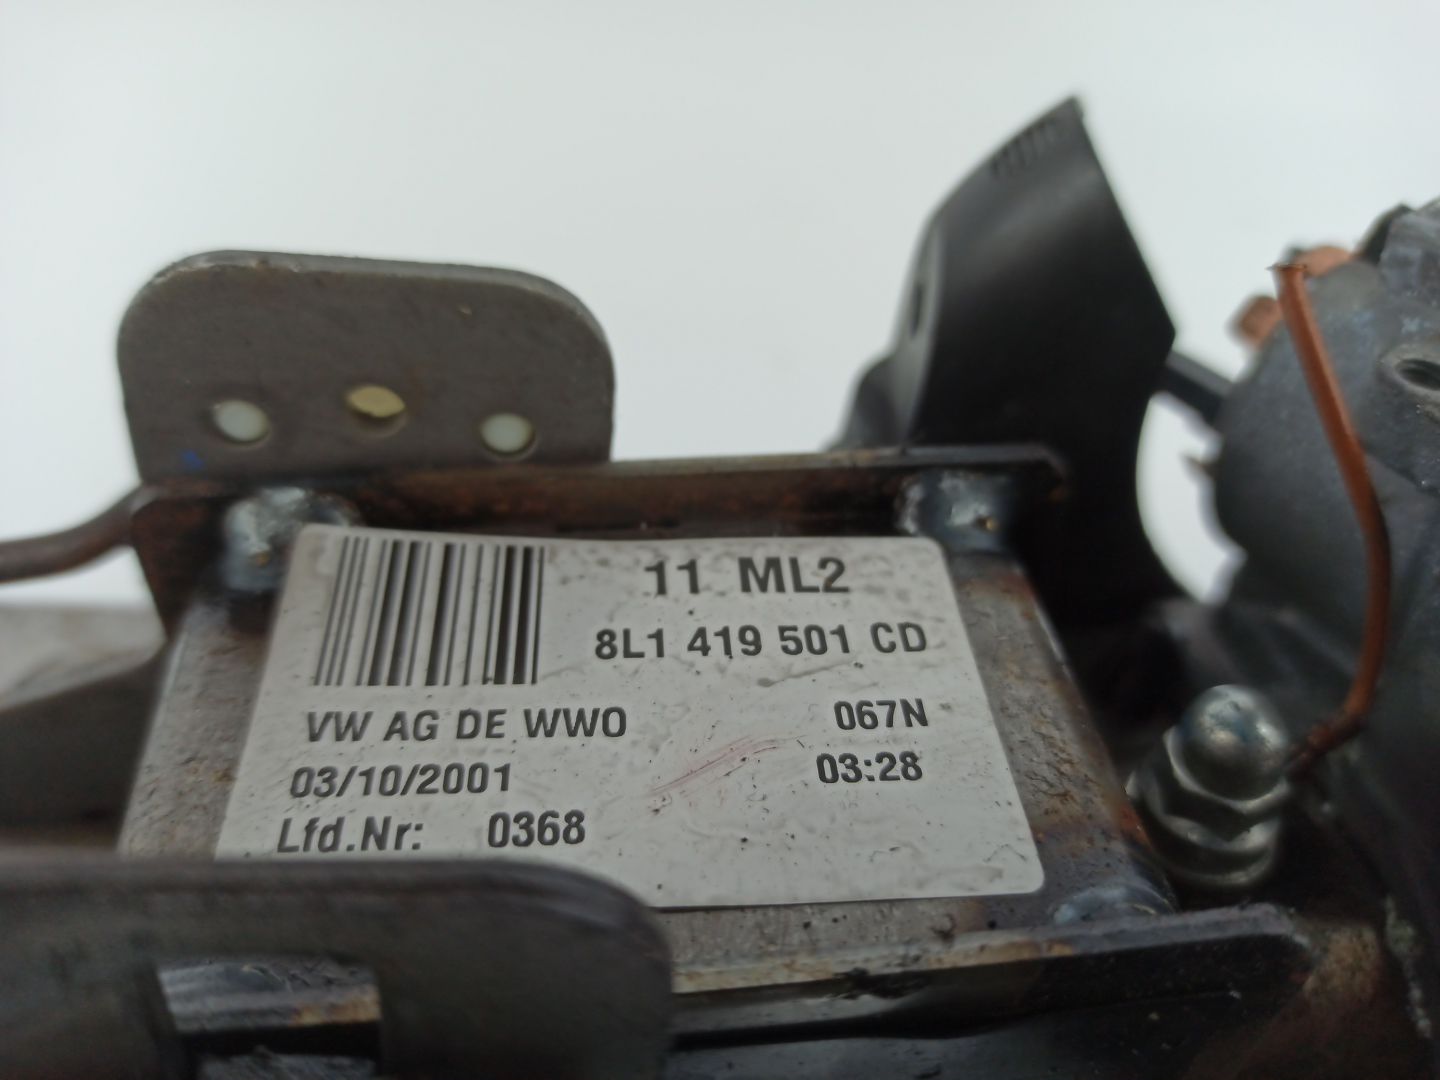 11 ML2
8L1 419 501 CD
VW AG DE WWO 067N
03/10/2001 03:28
Lfd.Nr: 0368